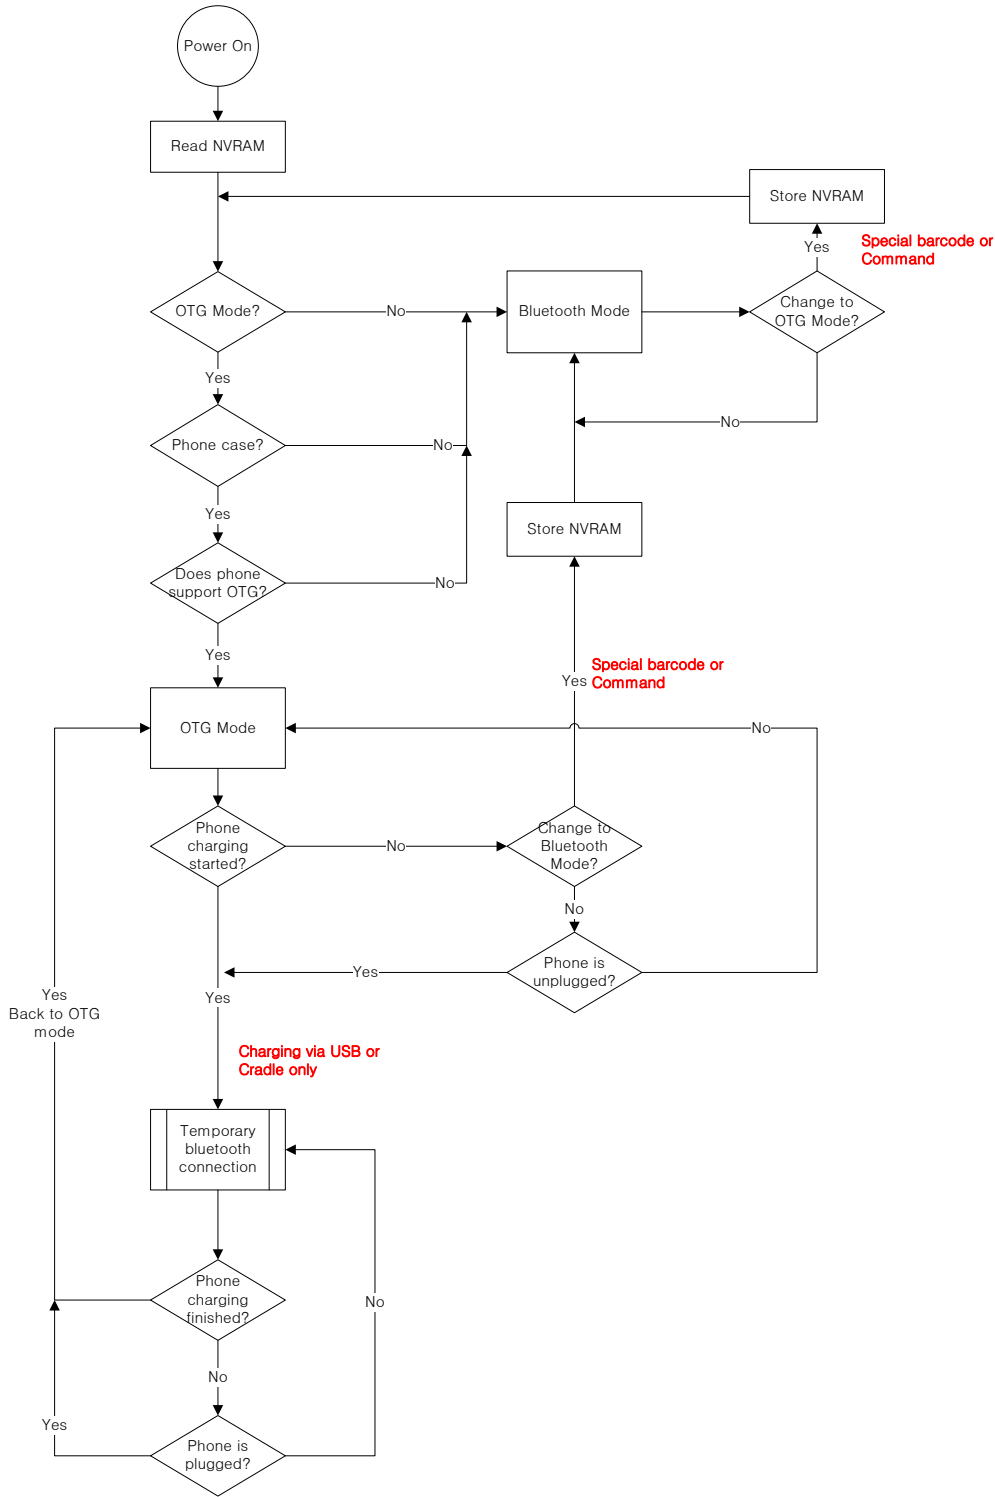 Power On
Read NVRAM
Store NVRAM
Yes
Special barcode or
Command
OTG Mode?
No
Bluetooth Mode
Change to
OTG Mode?
Yes
No
Phone case?
No
Yes
Store NVRAM
Does phone
support OTG?
No
Yes
Special barcode or
Command
Yes
OTG Mode
No
Phone
charging
started?
No
Change to
Bluetooth
Mode?
No
Phone is
unplugged?
Yes
Yes
Yes
Back to OTG
mode
Charging via USB or
Cradle only
Temporary
bluetooth
connection
Phone
charging
finished?
No
No
Yes
Phone is
plugged?